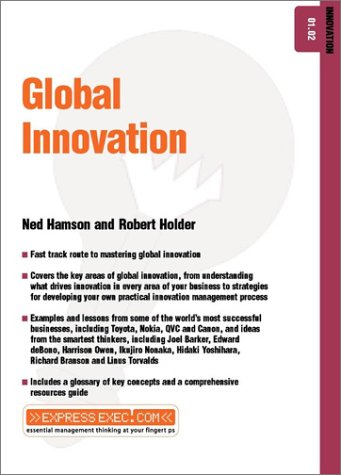 INNOVATION
01.02
Global
Innovation
Ned Hamson and Robert Holder
Fast track route to mastering global innovation
Covers the key areas of global innovation, from understanding
what drives innovation in every area of your business to strategies
for developing your own practical innovation management process
Examples and lessons from some of the world's most successful
businesses, including Toyota, Nokia, QVC and Canon, and ideas
from the smartest thinkers, including Joel Barker, Edward
deBono, Harrison Owen, Ikujiro Nonaka, Hidaki Yoshihara,
Richard Branson and Linus Torvalds
Includes a glossary of key concepts and a comprehensive
resources guide
>> EXPRESS EXEC.COM >>
essential management thinking at your finger ps